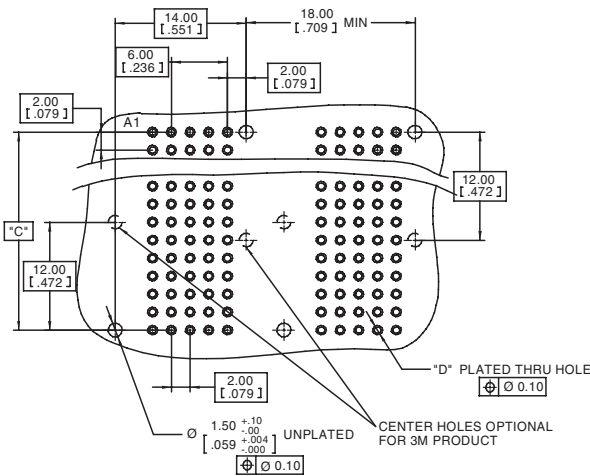 14.00
[ .551 ]
18.00
[ .709 ] MIN
6.00
[ .236 ]
2.00
[ .079 ]
2.00
[ .079 ]
A1
12.00
[ .472 ]
"C"
12.00
[ .472 ]
2.00
[ .079 ]
"D" PLATED THRU HOLE
⌖ Ø 0.10
Ø 1.50 +.10 -.00
[ .059 +.004 -.000 ] UNPLATED
⌖ Ø 0.10
CENTER HOLES OPTIONAL
FOR 3M PRODUCT